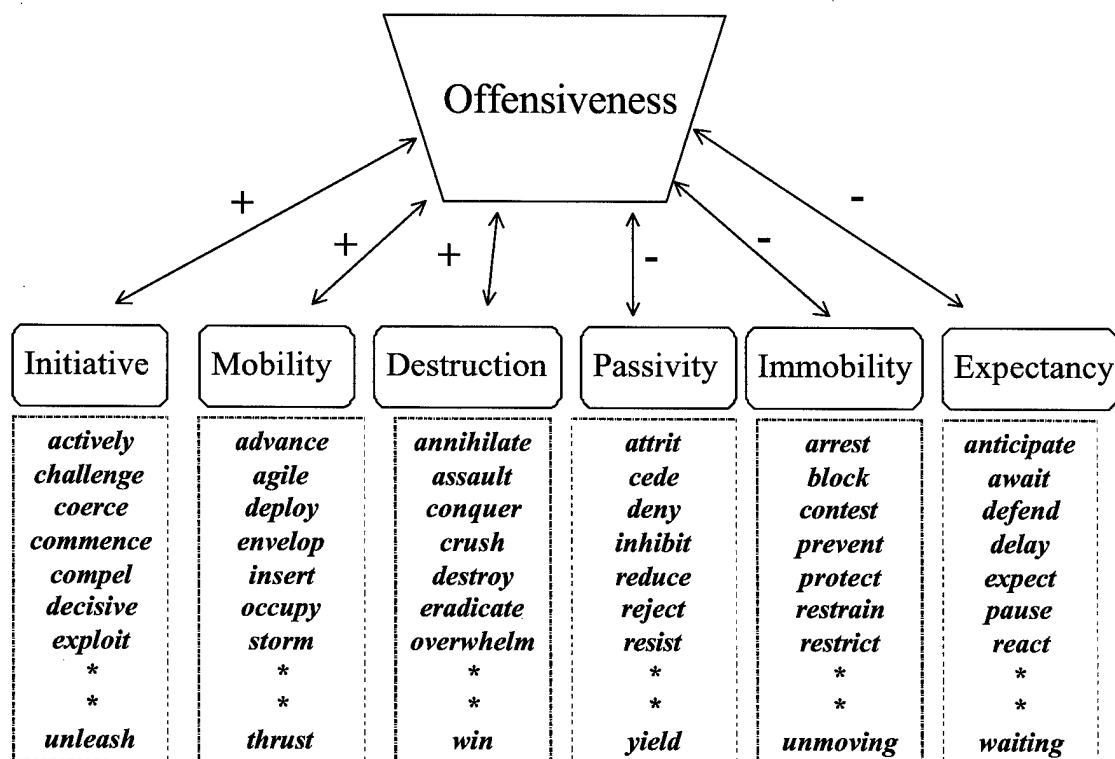 Offensiveness
+ + + - - -
Initiative Mobility Destruction Passivity Immobility Expectancy
actively advance annihilate attrit arrest anticipate
challenge agile assault cede block await
coerce deploy conquer deny contest defend
commence envelop crush inhibit prevent delay
compel insert destroy reduce protect expect
decisive occupy eradicate reject restrain pause
exploit storm overwhelm resist restrict react
* * * * * *
* * * * * *
unleash thrust win yield unmoving waiting